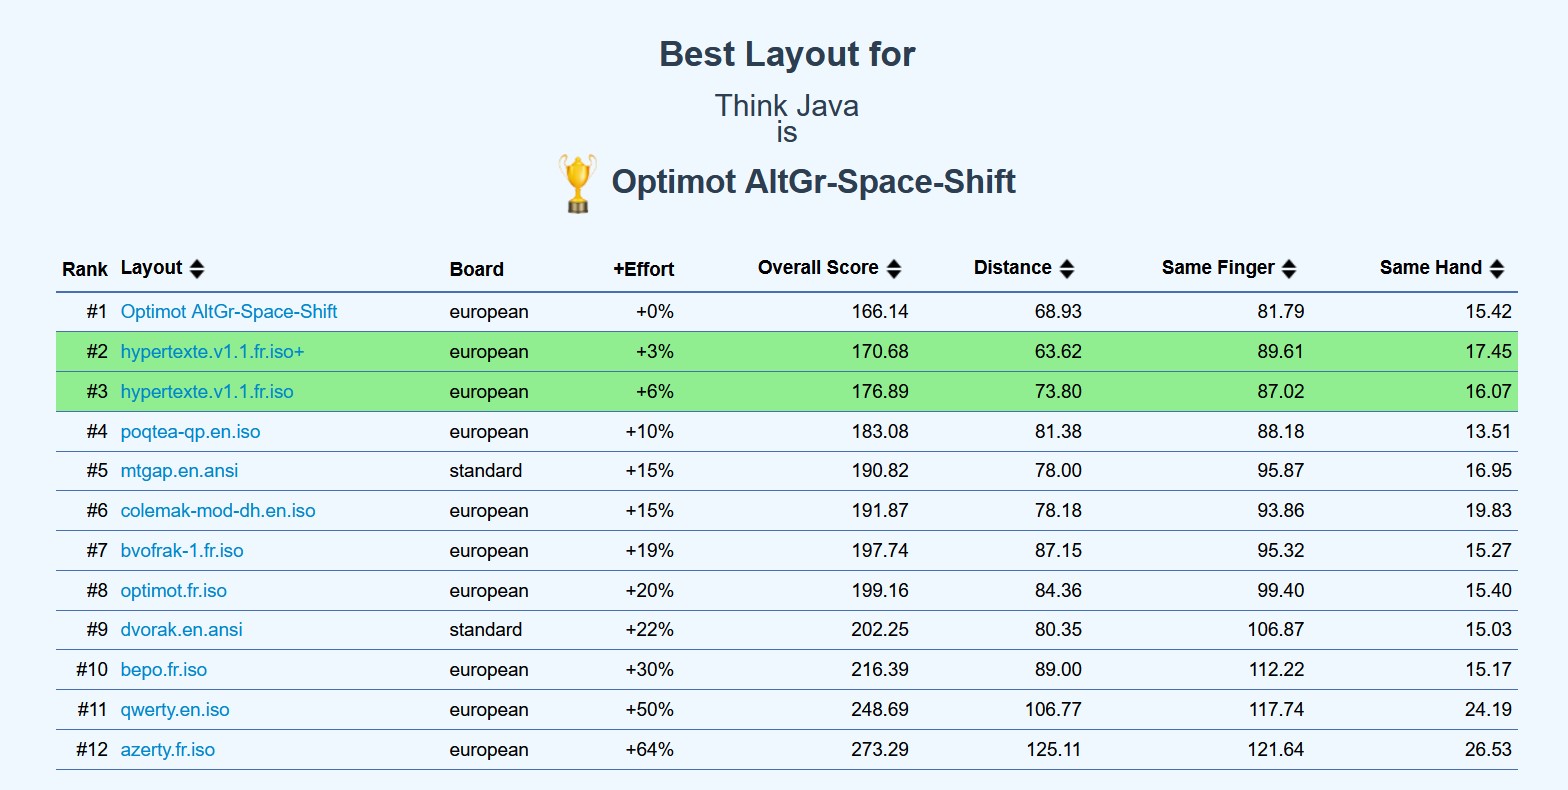 Best Layout for
Think Java
is
Optimot AltGr-Space-Shift
Rank Layout Board +Effort Overall Score Distance Same Finger Same Hand
#1 Optimot AltGr-Space-Shift european +0% 166.14 68.93 81.79 15.42
#2 hypertexte.v1.1.fr.iso+ european +3% 170.68 63.62 89.61 17.45
#3 hypertexte.v1.1.fr.iso european +6% 176.89 73.80 87.02 16.07
#4 poqtea-qp.en.iso european +10% 183.08 81.38 88.18 13.51
#5 mtgap.en.ansi standard +15% 190.82 78.00 95.87 16.95
#6 colemak-mod-dh.en.iso european +15% 191.87 78.18 93.86 19.83
#7 bvofrak-1.fr.iso european +19% 197.74 87.15 95.32 15.27
#8 optimot.fr.iso european +20% 199.16 84.36 99.40 15.40
#9 dvorak.en.ansi standard +22% 202.25 80.35 106.87 15.03
#10 bepo.fr.iso european +30% 216.39 89.00 112.22 15.17
#11 qwerty.en.iso european +50% 248.69 106.77 117.74 24.19
#12 azerty.fr.iso european +64% 273.29 125.11 121.64 26.53